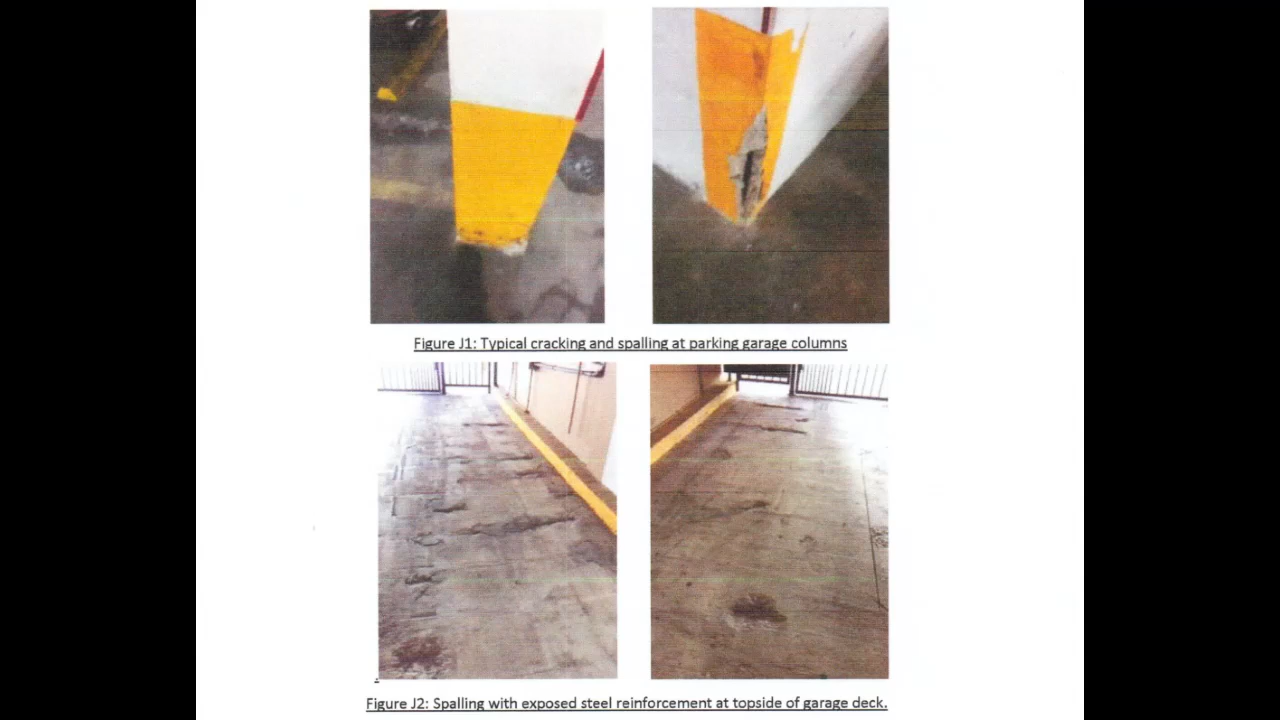 Figure J1: Typical cracking and spalling at parking garage columns
Figure J2: Spalling with exposed steel reinforcement at topside of garage deck.